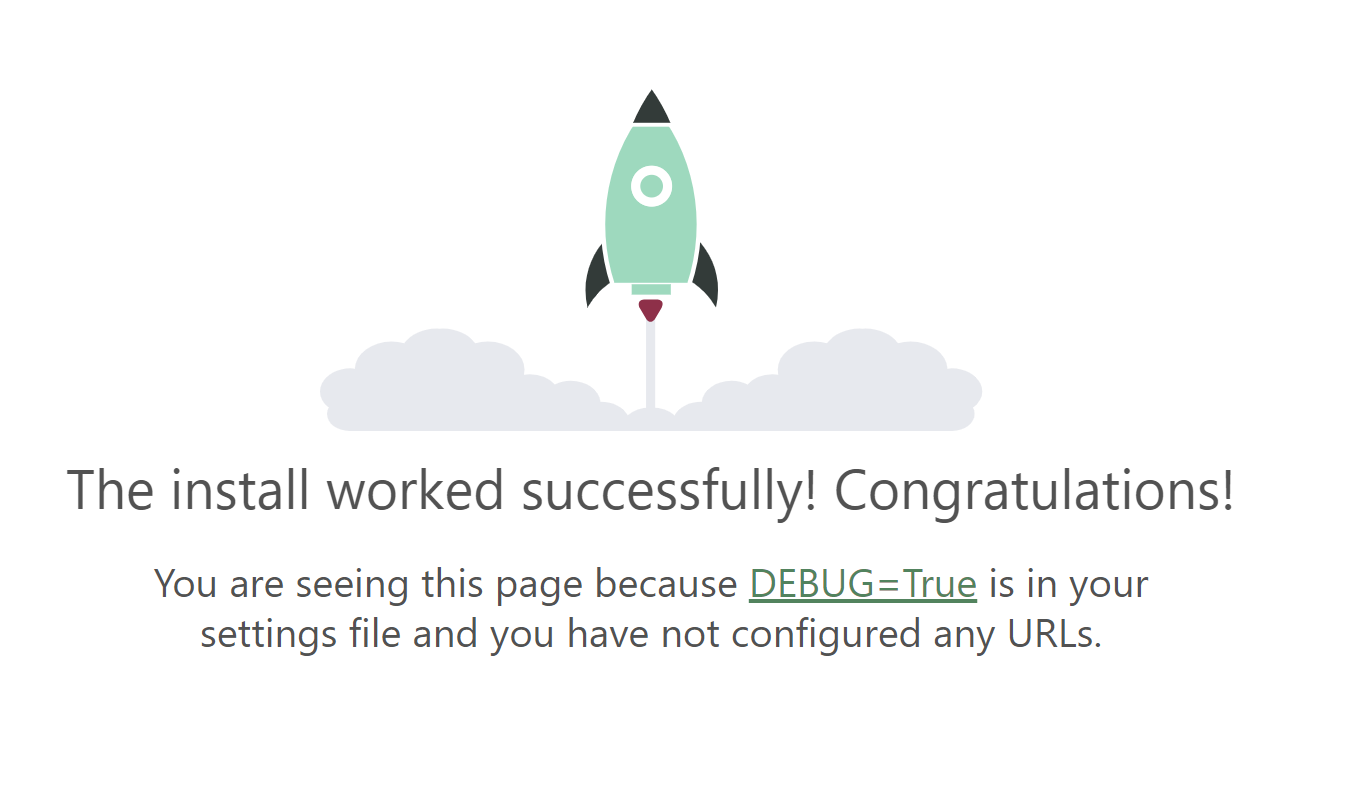 The install worked successfully! Congratulations!
You are seeing this page because DEBUG=True is in your
settings file and you have not configured any URLs.